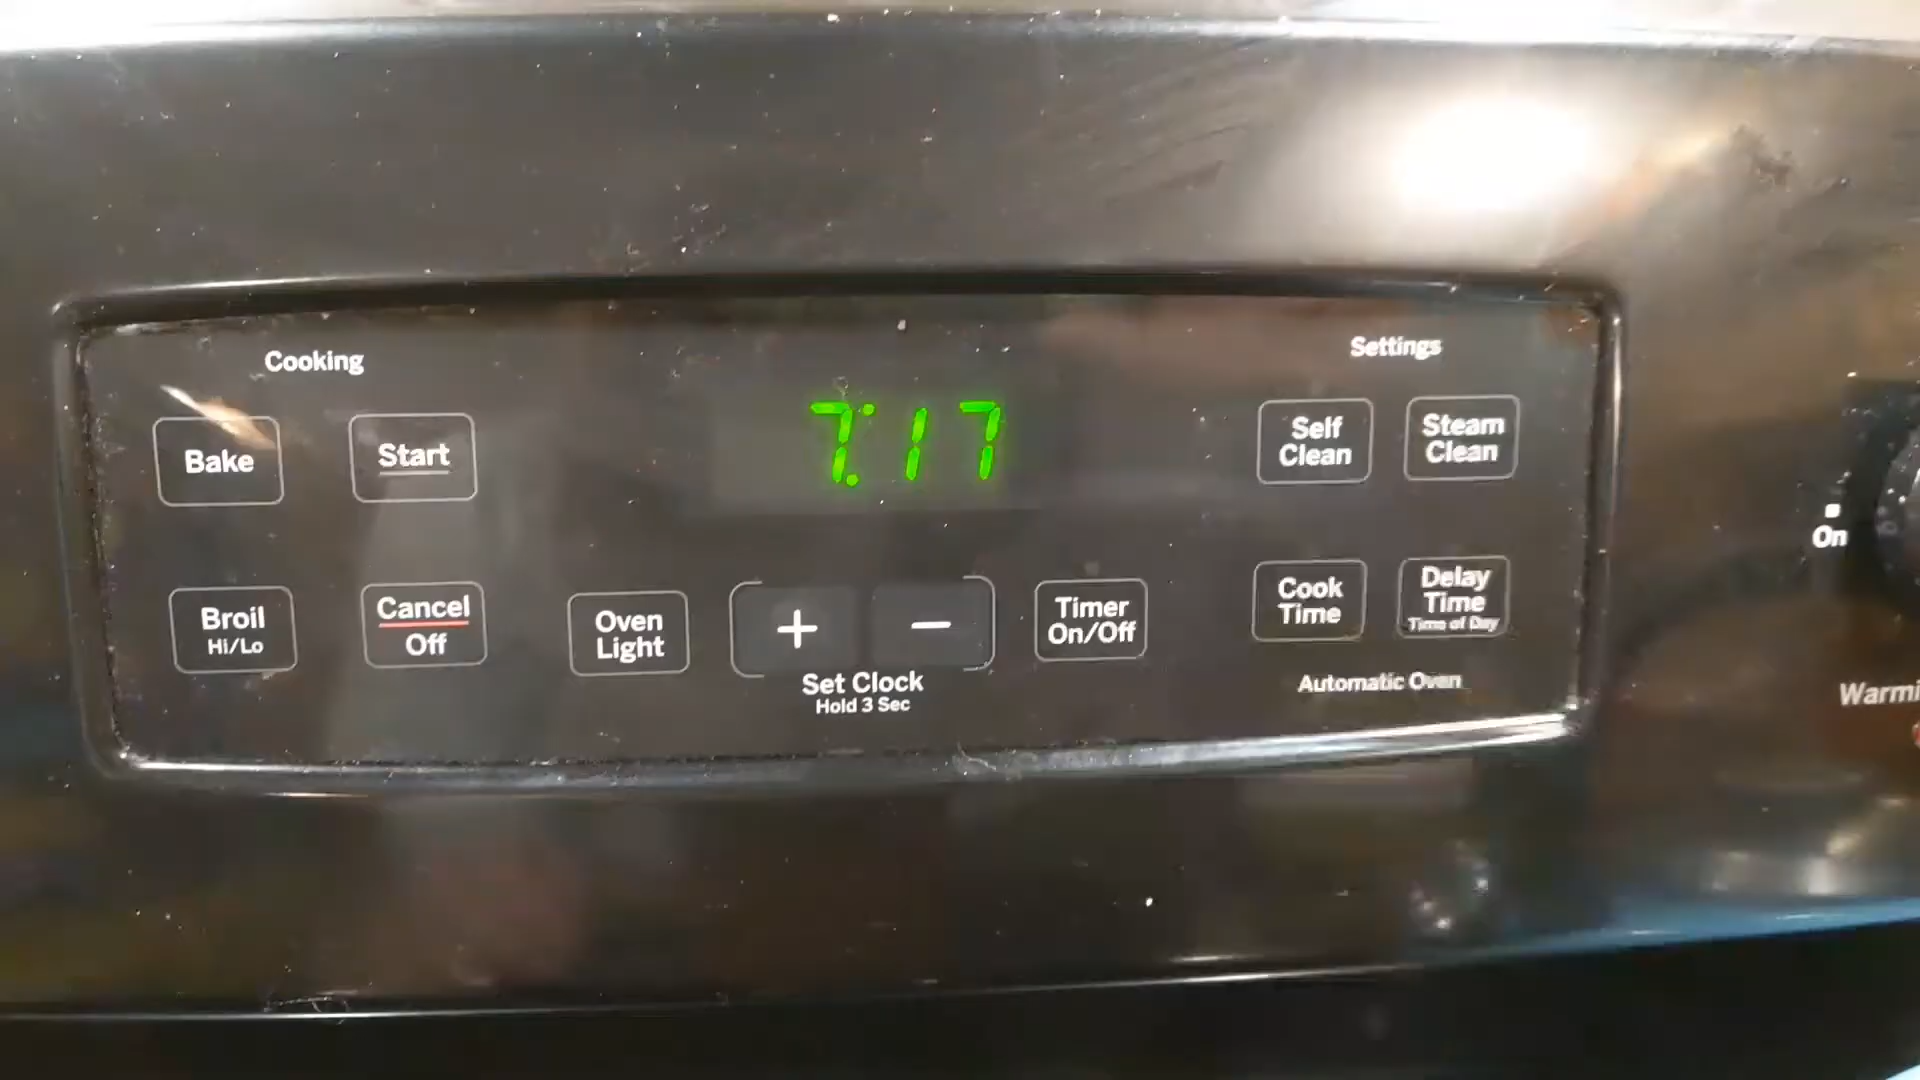 Cooking
Settings
7:17
Bake
Start
Self
Clean
Steam
Clean
On
Broil
Hi/Lo
Cancel
Off
Oven
Light
+
−
Timer
On/Off
Cook
Time
Delay
Time
Time of Day
Set Clock
Hold 3 Sec
Automatic Oven
Warmi